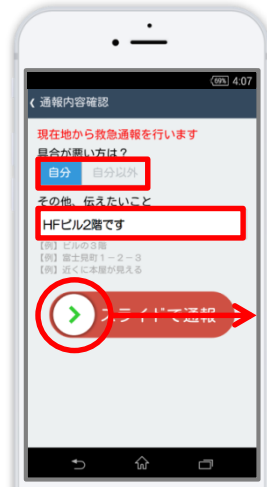 69% 4:07
通報内容確認
現在地から救急通報を行います
具合が悪い方は？
自分 自分以外
その他、伝えたいこと
HFビル2階です
【例】ビルの３階
【例】富士見町１－２－３
【例】近くに本屋が見える
スライドで通報